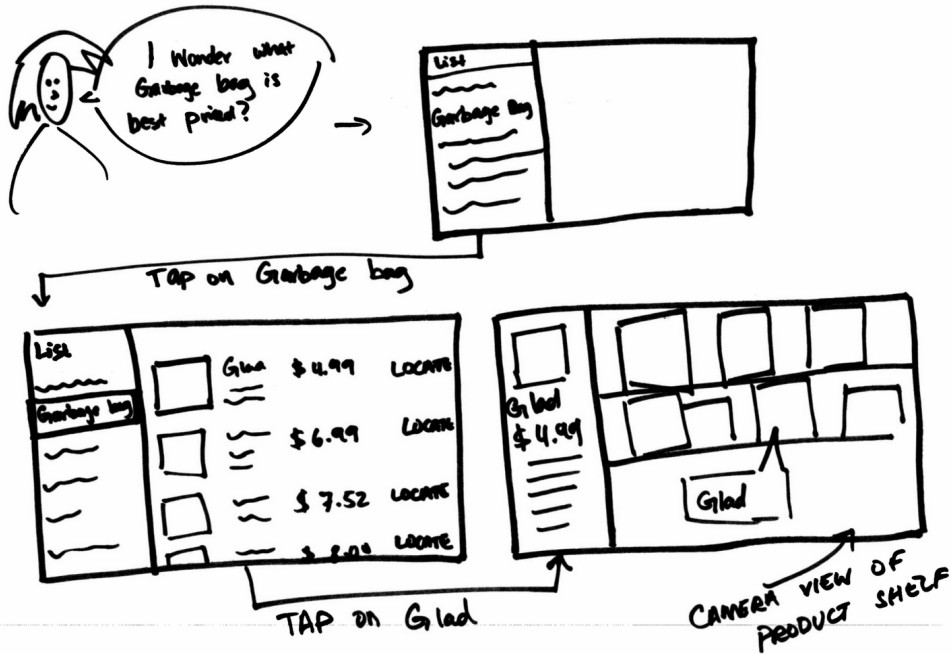 I wonder what
Garbage bag is
best priced?
List
Garbage Bag
TAP on Garbage bag
List
Garbage bag
Glad $4.99 LOCATE
$6.99 LOCATE
$7.52 LOCATE
LOCATE
TAP on Glad
Glad
$4.99
Glad
CAMERA VIEW OF
PRODUCT SHELF